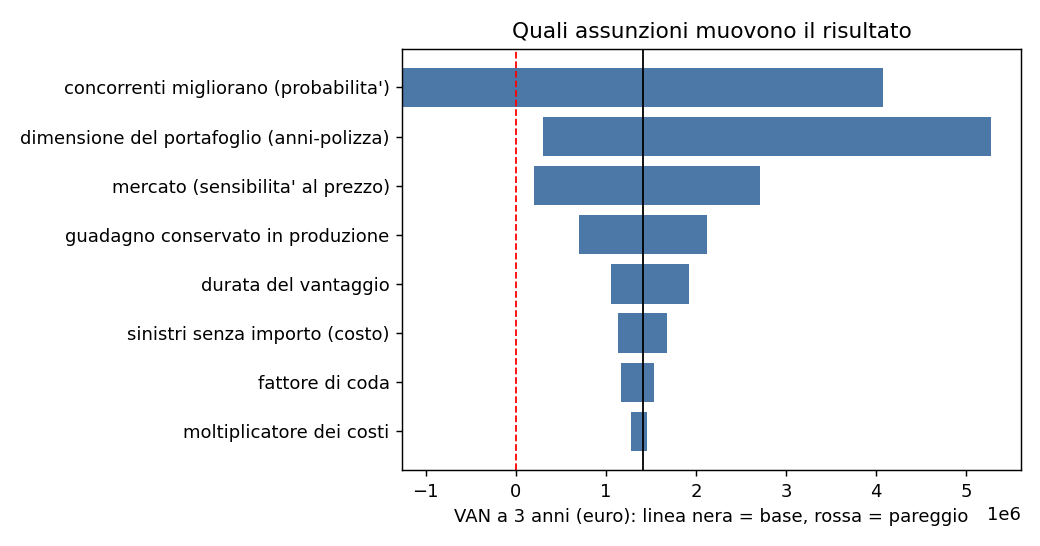 Quali assunzioni muovono il risultato
concorrenti migliorano (probabilita')
dimensione del portafoglio (anni-polizza)
mercato (sensibilita' al prezzo)
guadagno conservato in produzione
durata del vantaggio
sinistri senza importo (costo)
fattore di coda
moltiplicatore dei costi
−1 0 1 2 3 4 5
1e6
VAN a 3 anni (euro): linea nera = base, rossa = pareggio